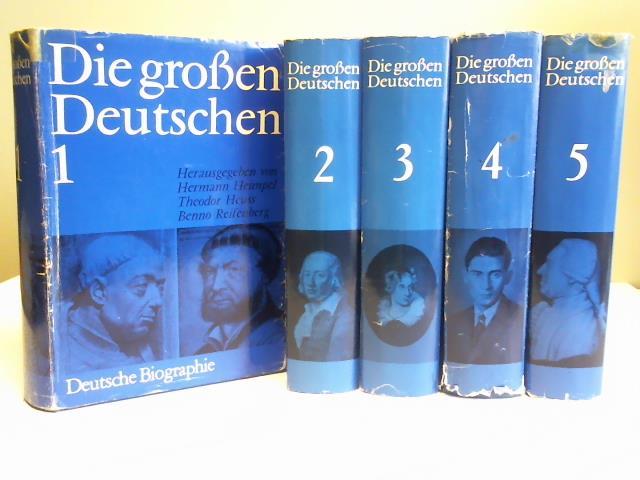 Die großen
Deutschen
1
Herausgegeben von
Hermann Heimpel
Theodor Heuss
Benno Reifenberg
Deutsche Biographie
Die großen
Deutschen
2
Die großen
Deutschen
3
Die großen
Deutschen
4
Die großen
Deutschen
5